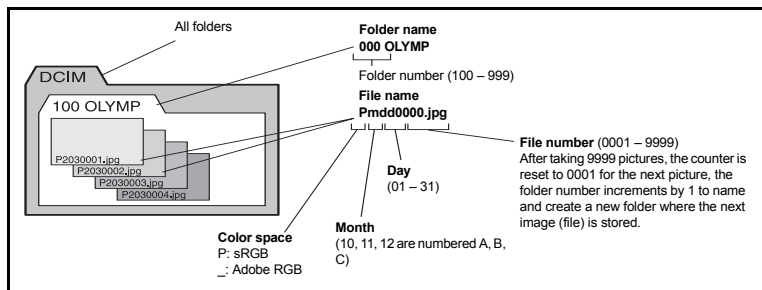 All folders
DCIM
100 OLYMP
P2030001.jpg
P2030002.jpg
P2030003.jpg
P2030004.jpg
Folder name
000 OLYMP
Folder number (100 – 999)
File name
Pmdd0000.jpg
Color space
P: sRGB
_: Adobe RGB
Month
(10, 11, 12 are numbered A, B,
C)
Day
(01 – 31)
File number (0001 – 9999)
After taking 9999 pictures, the counter is
reset to 0001 for the next picture, the
folder number increments by 1 to name
and create a new folder where the next
image (file) is stored.